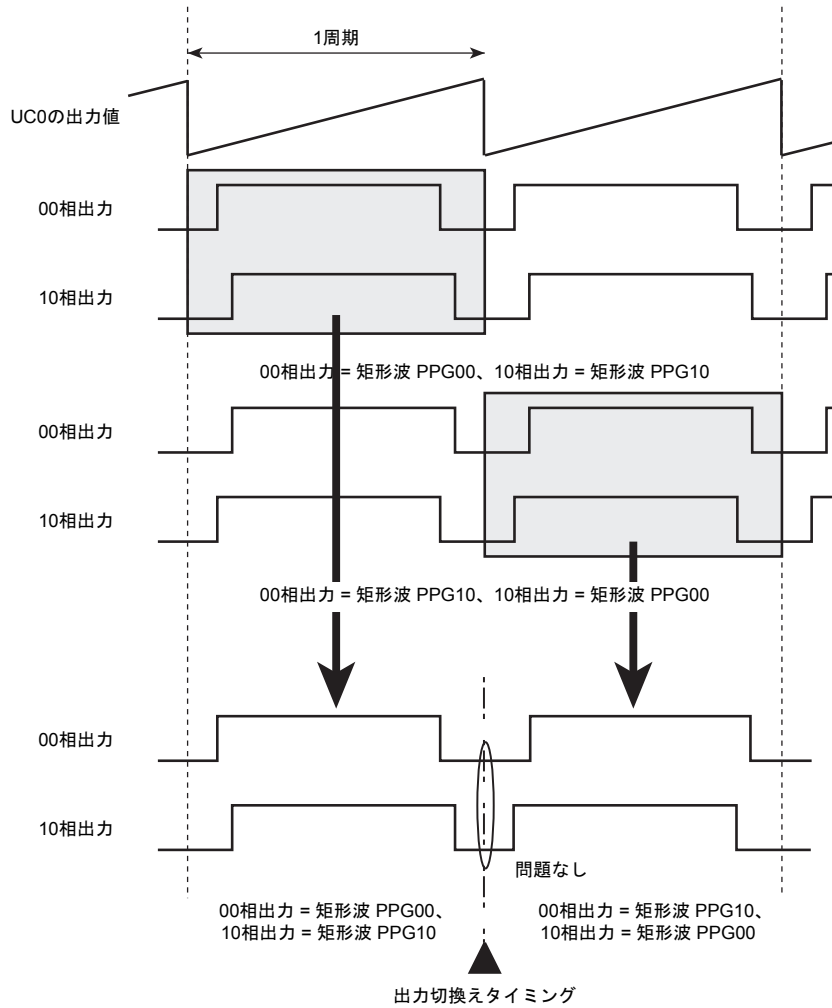 1周期
UC0の出力値
00相出力
10相出力
00相出力 = 矩形波 PPG00、10相出力 = 矩形波 PPG10
00相出力
10相出力
00相出力 = 矩形波 PPG10、10相出力 = 矩形波 PPG00
00相出力
10相出力
問題なし
00相出力 = 矩形波 PPG00、
10相出力 = 矩形波 PPG10
00相出力 = 矩形波 PPG10、
10相出力 = 矩形波 PPG00
出力切換えタイミング